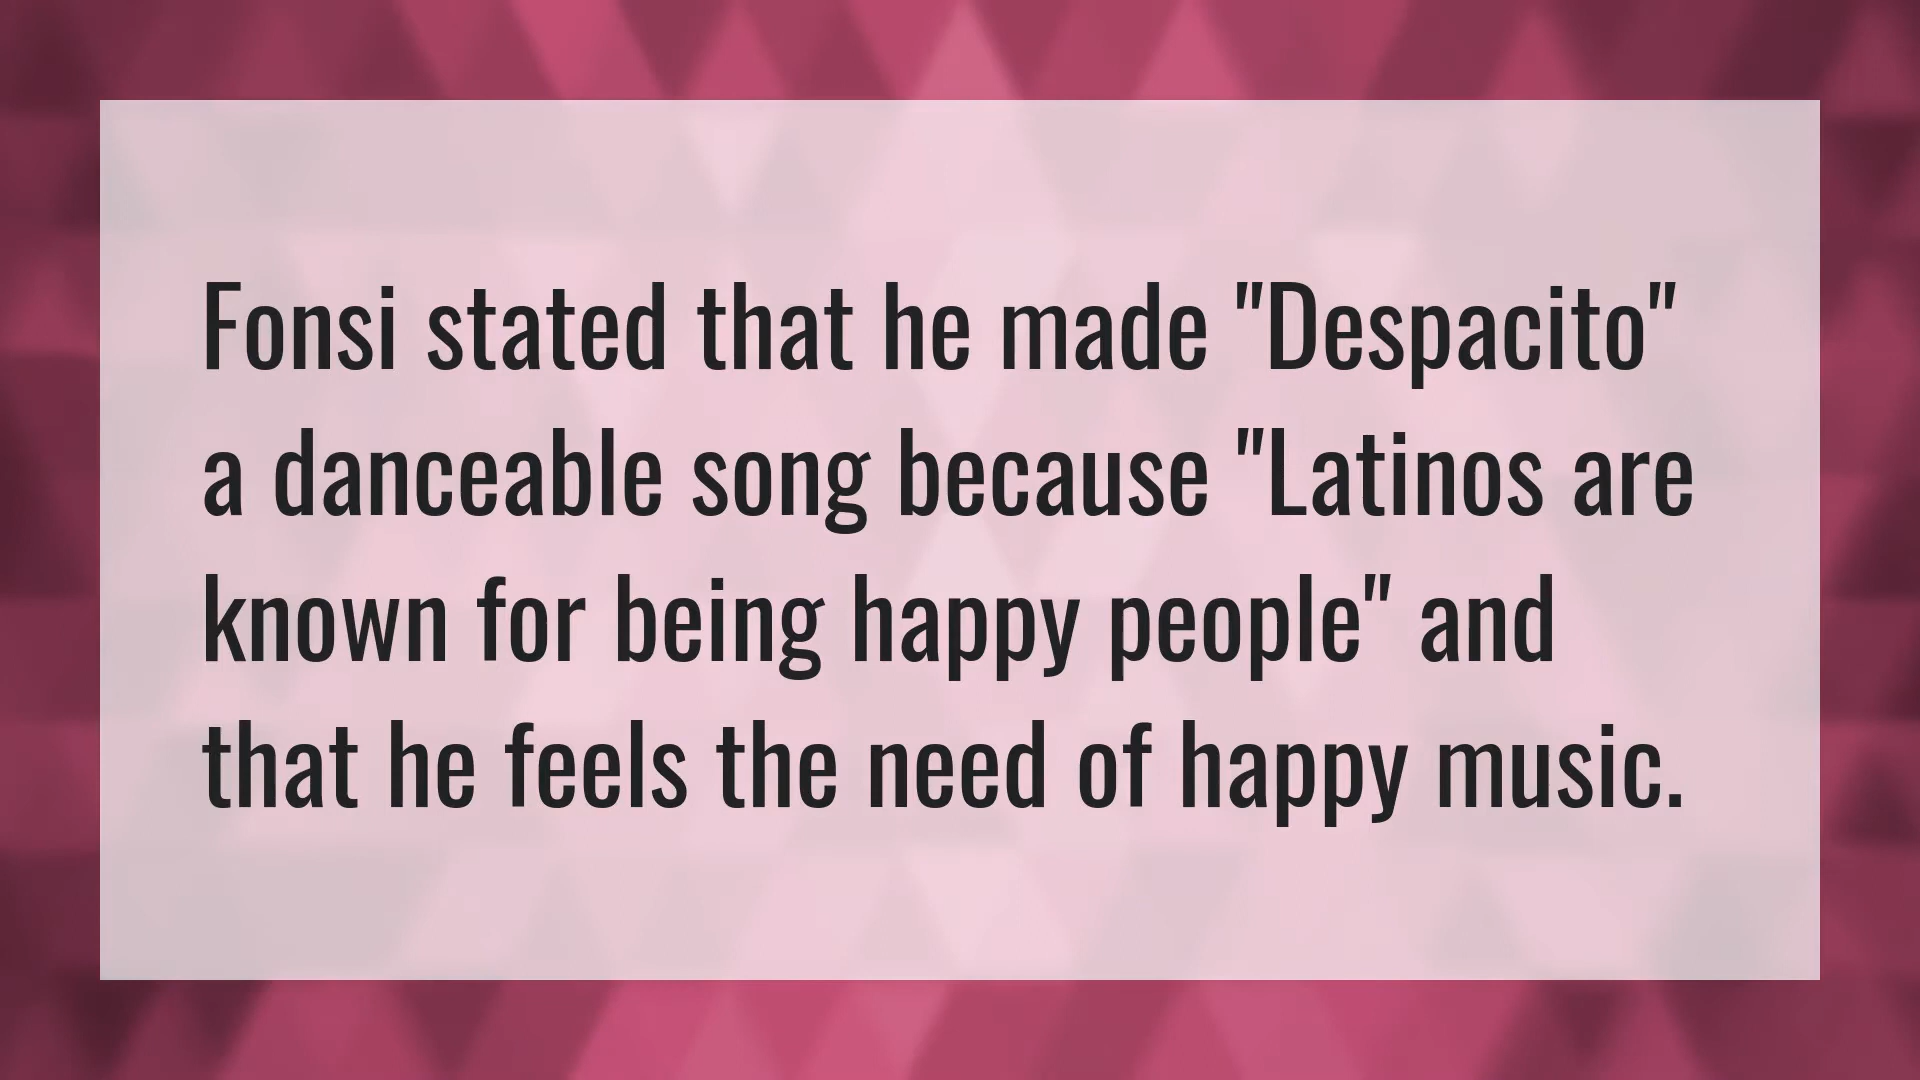 Fonsi stated that he made "Despacito"
a danceable song because "Latinos are
known for being happy people" and
that he feels the need of happy music.